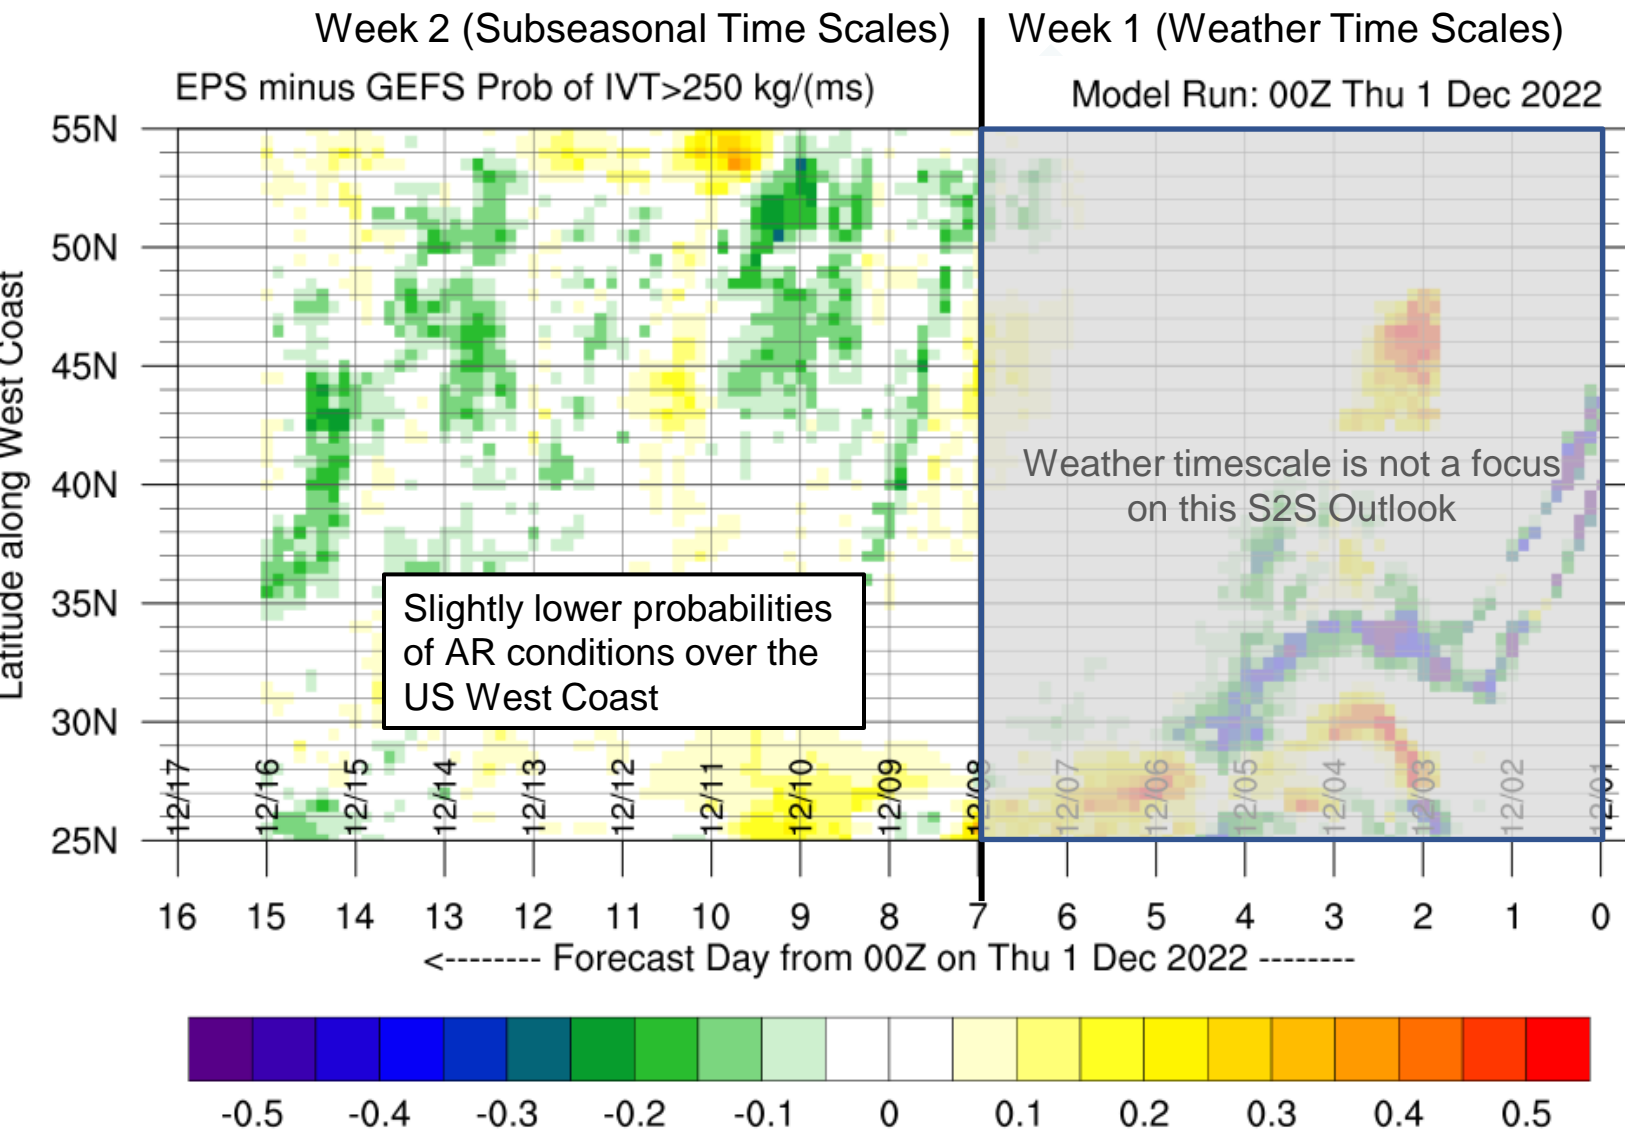 Week 2 (Subseasonal Time Scales)
Week 1 (Weather Time Scales)
EPS minus GEFS Prob of IVT>250 kg/(ms)
Model Run: 00Z Thu 1 Dec 2022
Latitude along West Coast
55N
50N
45N
40N
35N
30N
25N
Weather timescale is not a focus
on this S2S Outlook
Slightly lower probabilities
of AR conditions over the
US West Coast
12/17
12/16
12/15
12/14
12/13
12/12
12/11
12/10
12/09
12/08
12/07
12/06
12/05
12/04
12/03
12/02
12/01
16
15
14
13
12
11
10
9
8
7
6
5
4
3
2
1
0
<-------- Forecast Day from 00Z on Thu 1 Dec 2022 --------
-0.5
-0.4
-0.3
-0.2
-0.1
0
0.1
0.2
0.3
0.4
0.5